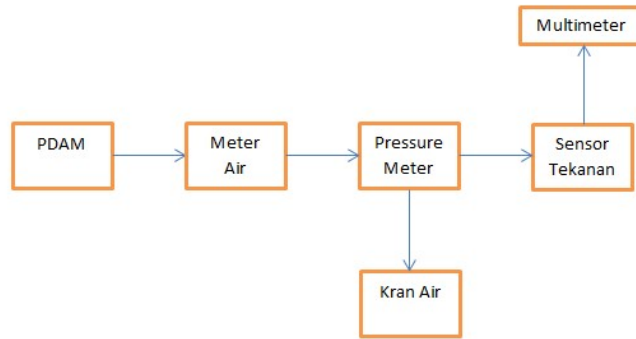 Multimeter
PDAM
Meter
Air
Pressure
Meter
Sensor
Tekanan
Kran Air